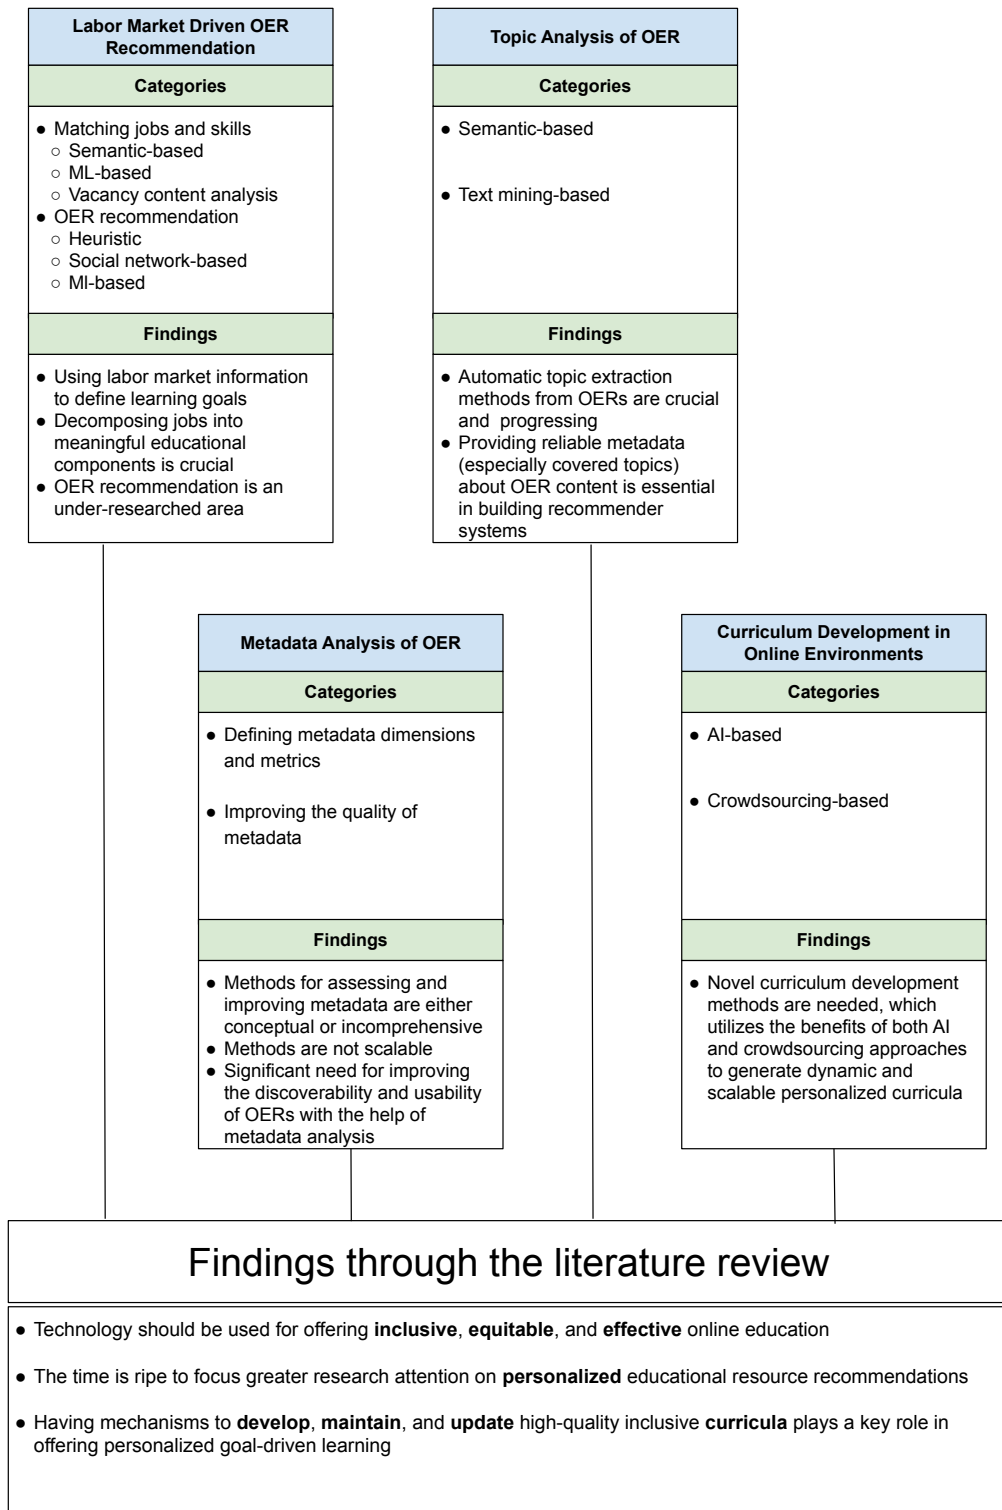 Labor Market Driven OER
Recommendation
Categories
● Matching jobs and skills
○ Semantic-based
○ ML-based
○ Vacancy content analysis
● OER recommendation
○ Heuristic
○ Social network-based
○ Ml-based
Findings
● Using labor market information
to define learning goals
● Decomposing jobs into
meaningful educational
components is crucial
● OER recommendation is an
under-researched area
Topic Analysis of OER
Categories
● Semantic-based
● Text mining-based
Findings
● Automatic topic extraction
methods from OERs are crucial
and progressing
● Providing reliable metadata
(especially covered topics)
about OER content is essential
in building recommender
systems
Metadata Analysis of OER
Categories
● Defining metadata dimensions
and metrics
● Improving the quality of
metadata
Findings
● Methods for assessing and
improving metadata are either
conceptual or incomprehensive
● Methods are not scalable
● Significant need for improving
the discoverability and usability
of OERs with the help of
metadata analysis
Curriculum Development in
Online Environments
Categories
● AI-based
● Crowdsourcing-based
Findings
● Novel curriculum development
methods are needed, which
utilizes the benefits of both AI
and crowdsourcing approaches
to generate dynamic and
scalable personalized curricula
Findings through the literature review
● Technology should be used for offering inclusive, equitable, and effective online education
● The time is ripe to focus greater research attention on personalized educational resource recommendations
● Having mechanisms to develop, maintain, and update high-quality inclusive curricula plays a key role in
offering personalized goal-driven learning